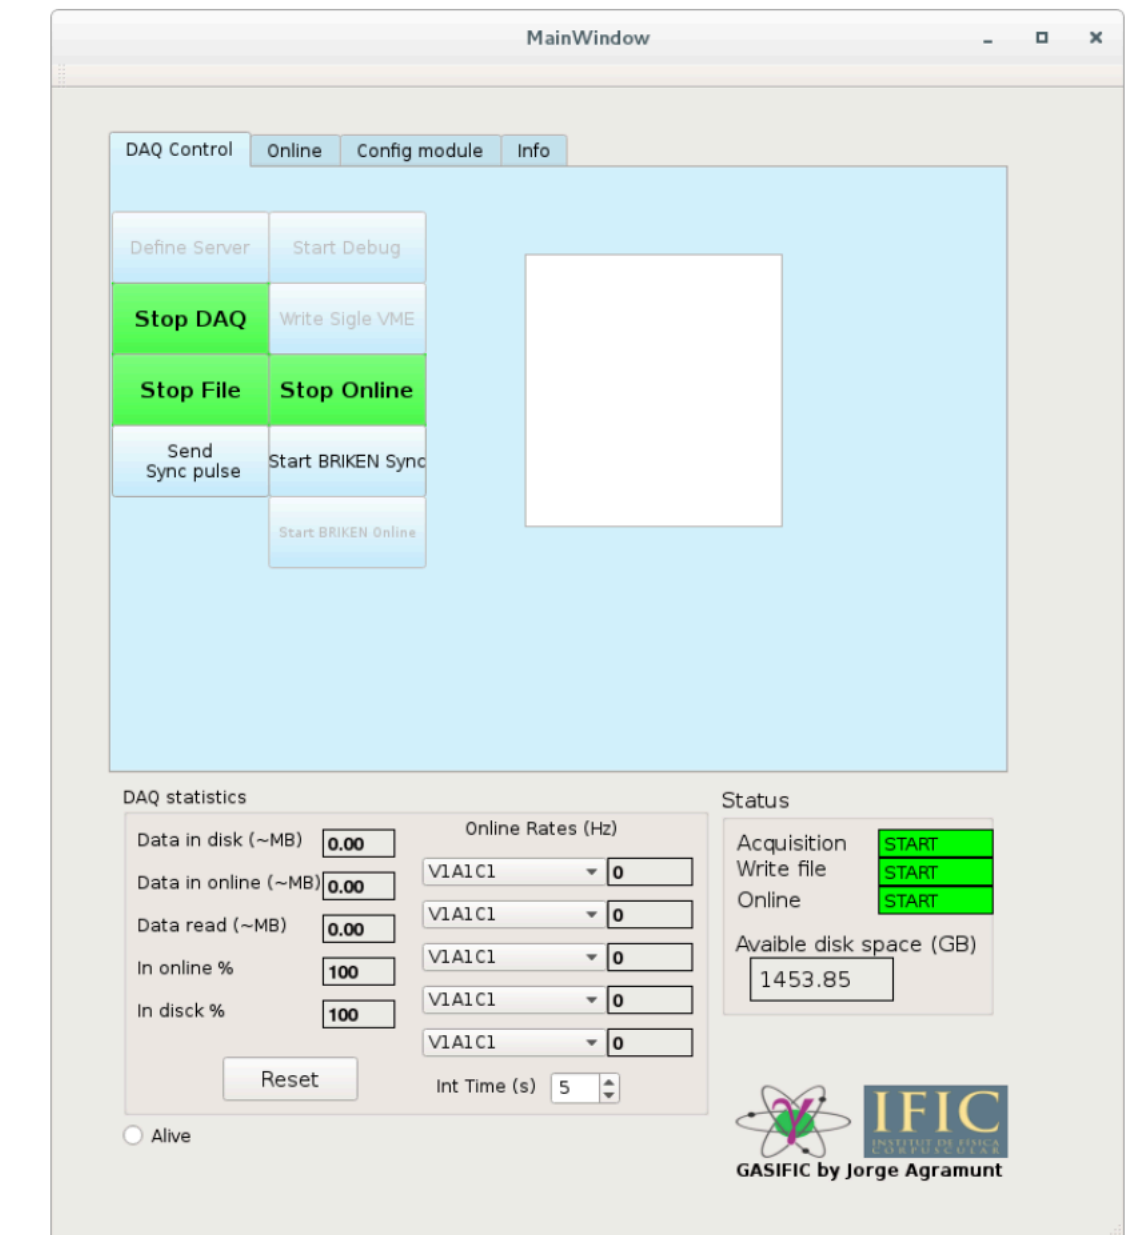 MainWindow
DAQ Control
Online
Config module
Info
Define Server
Start Debug
Stop DAQ
Write Sigle VME
Stop File
Stop Online
Send
Sync pulse
Start BRIKEN Sync
Start BRIKEN Online
DAQ statistics
Data in disk (~MB) 0.00
Data in online (~MB) 0.00
Data read (~MB) 0.00
In online % 100
In disck % 100
Reset
Online Rates (Hz)
V1A1C1 0
V1A1C1 0
V1A1C1 0
V1A1C1 0
V1A1C1 0
Int Time (s) 5
Status
Acquisition START
Write file START
Online START
Avaible disk space (GB)
1453.85
Alive
γ
IFIC
INSTITUT DE FISICA
CORPUSCULAR
GASIFIC by Jorge Agramunt